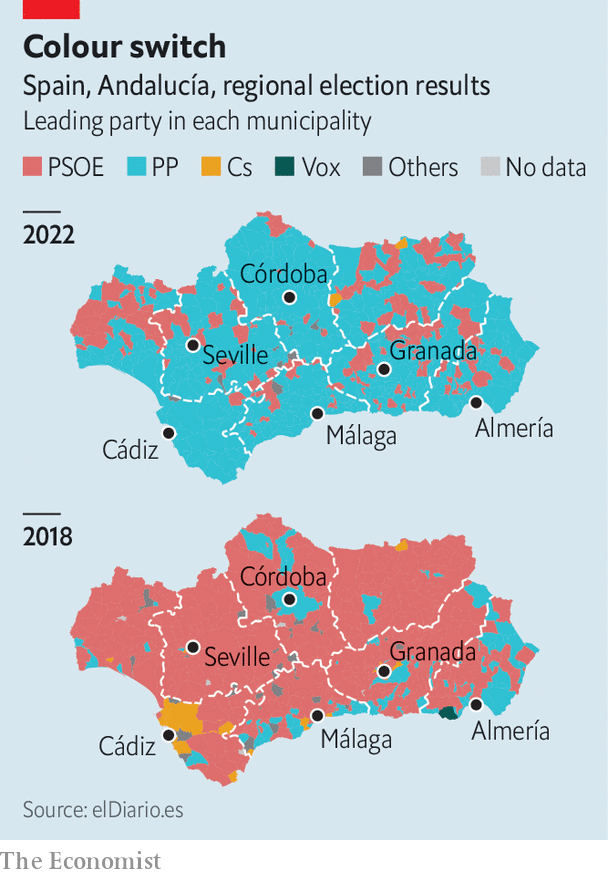 Colour switch
Spain, Andalucía, regional election results
Leading party in each municipality
PSOE PP Cs Vox Others No data
2022
Córdoba
Seville
Granada
Cádiz
Málaga
Almería
2018
Córdoba
Seville
Granada
Cádiz
Málaga
Almería
Source: elDiario.es
The Economist